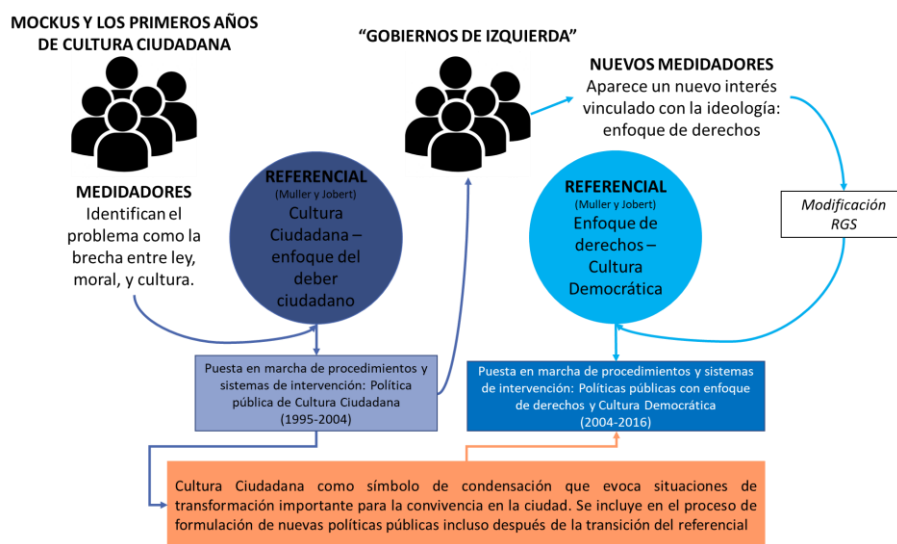 MOCKUS Y LOS PRIMEROS AÑOS
DE CULTURA CIUDADANA
MEDIDADORES
Identifican el
problema como la
brecha entre ley,
moral, y cultura.
REFERENCIAL
(Muller y Jobert)
Cultura
Ciudadana –
enfoque del
deber
ciudadano
Puesta en marcha de procedimientos y
sistemas de intervención: Política
pública de Cultura Ciudadana
(1995-2004)
“GOBIERNOS DE IZQUIERDA”
NUEVOS MEDIDADORES
Aparece un nuevo interés
vinculado con la ideología:
enfoque de derechos
REFERENCIAL
(Muller y Jobert)
Enfoque de
derechos –
Cultura
Democrática
Modificación
RGS
Puesta en marcha de procedimientos y sistemas
de intervención: Políticas públicas con enfoque
de derechos y Cultura Democrática
(2004-2016)
Cultura Ciudadana como símbolo de condensación que evoca situaciones de
transformación importante para la convivencia en la ciudad. Se incluye en el proceso de
formulación de nuevas políticas públicas incluso después de la transición del referencial